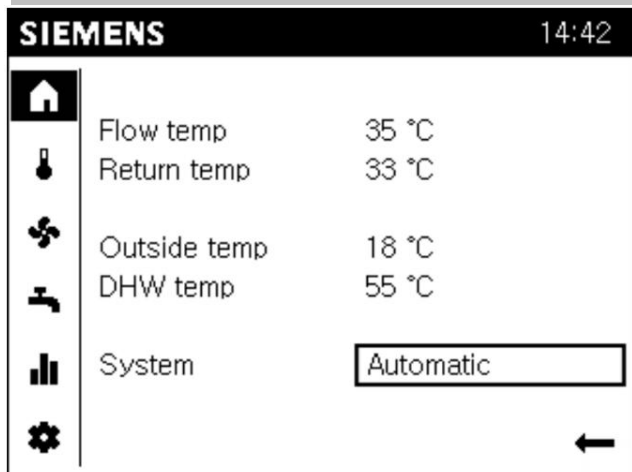 SIEMENS 14:42
Flow temp 35 °C
Return temp 33 °C
Outside temp 18 °C
DHW temp 55 °C
System Automatic